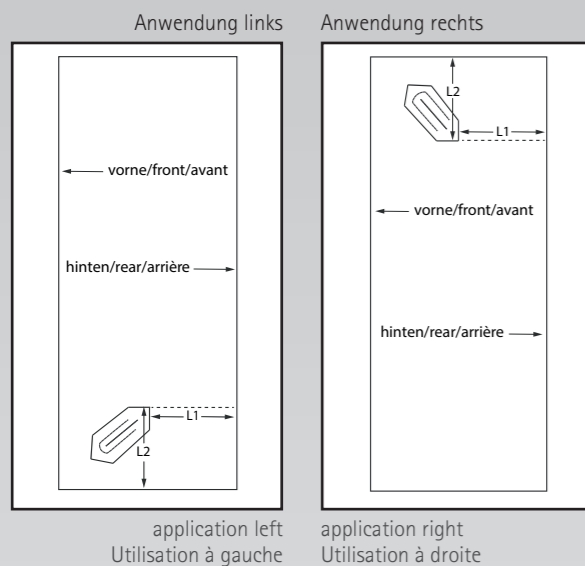 Anwendung links
vorne/front/avant
hinten/rear/arrière
L1
L2
application left
Utilisation à gauche
Anwendung rechts
L2
L1
vorne/front/avant
hinten/rear/arrière
application right
Utilisation à droite